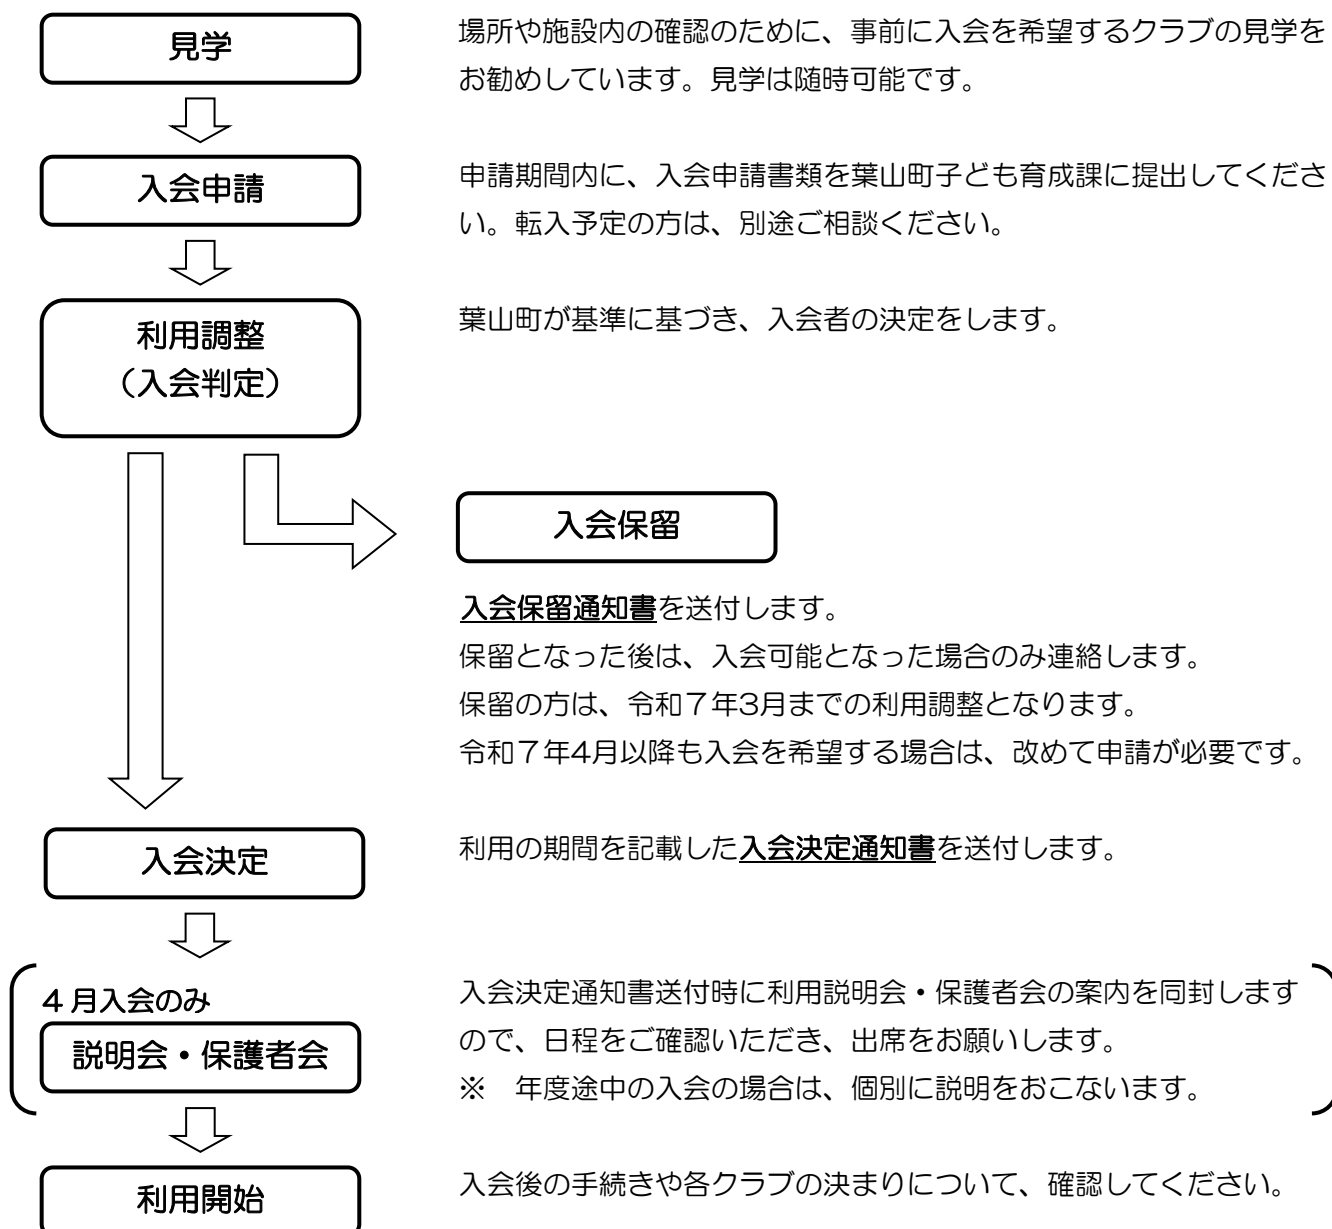 見学
場所や施設内の確認のために、事前に入会を希望するクラブの見学を
お勧めしています。見学は随時可能です。
入会申請
申請期間内に、入会申請書類を葉山町子ども育成課に提出してくださ
い。転入予定の方は、別途ご相談ください。
利用調整
（入会判定）
葉山町が基準に基づき、入会者の決定をします。
入会保留
入会保留通知書を送付します。
保留となった後は、入会可能となった場合のみ連絡します。
保留の方は、令和７年3月までの利用調整となります。
令和７年4月以降も入会を希望する場合は、改めて申請が必要です。
入会決定
利用の期間を記載した入会決定通知書を送付します。
４月入会のみ
説明会・保護者会
入会決定通知書送付時に利用説明会・保護者会の案内を同封します
ので、日程をご確認いただき、出席をお願いします。
※　年度途中の入会の場合は、個別に説明をおこないます。
利用開始
入会後の手続きや各クラブの決まりについて、確認してください。